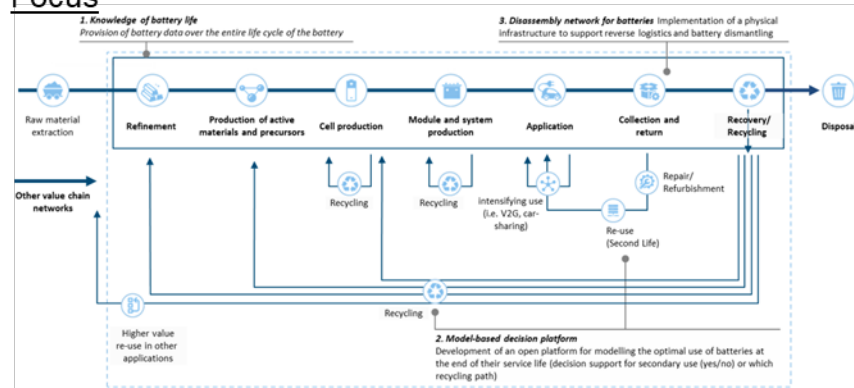 Focus
1. Knowledge of battery life
Provision of battery data over the entire life cycle of the battery
3. Disassembly network for batteries Implementation of a physical
infrastructure to support reverse logistics and battery dismantling
Raw material
extraction
Refinement
Production of active
materials and precursors
Cell production
Module and system
production
Application
Collection and
return
Recovery/
Recycling
Disposa
Other value chain
networks
Recycling
Recycling
intensifying use
(i.e. V2G, car-
sharing)
Repair/
Refurbishment
Re-use
(Second Life)
Recycling
Higher value
re-use in other
applications
2. Model-based decision platform
Development of an open platform for modelling the optimal use of batteries at
the end of their service life (decision support for secondary use (yes/no) or which
recycling path)